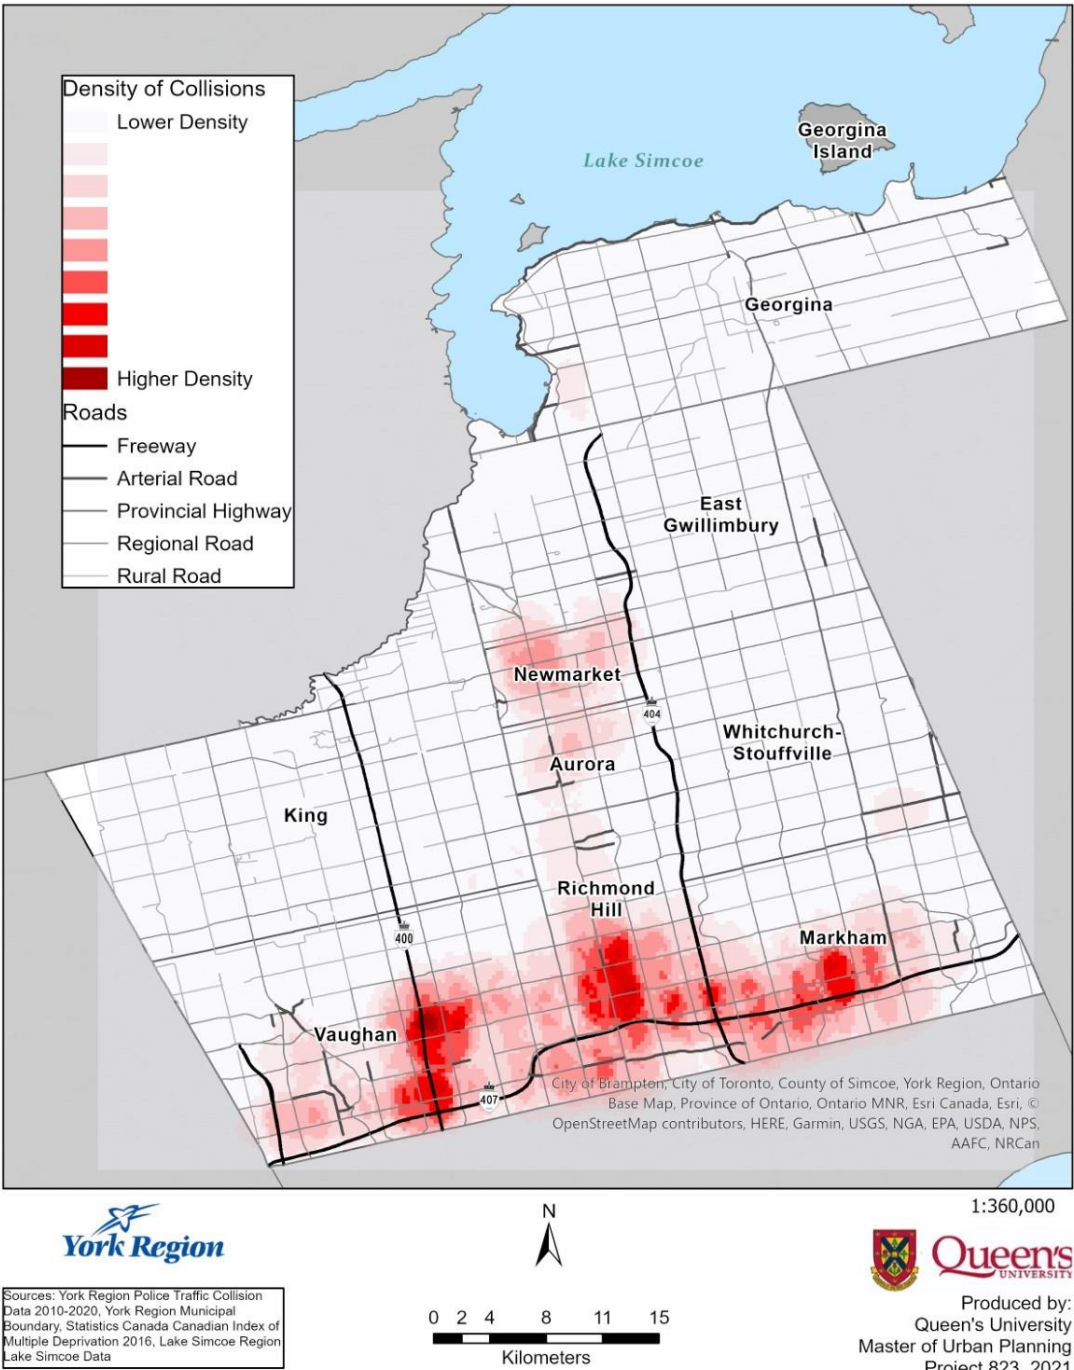 Density of Collisions
Lower Density
Higher Density
Roads
Freeway
Arterial Road
Provincial Highway
Regional Road
Rural Road
Georgina
Island
Lake Simcoe
Georgina
East
Gwillimbury
Newmarket
404
Whitchurch-
Stouffville
Aurora
King
Richmond
Hill
400
Markham
Vaughan
407
City of Brampton, City of Toronto, County of Simcoe, York Region, Ontario
Base Map, Province of Ontario, Ontario MNR, Esri Canada, Esri, ©
OpenStreetMap contributors, HERE, Garmin, USGS, NGA, EPA, USDA, NPS,
AAFC, NRCan
1:360,000
York Region
N
Queen's
UNIVERSITY
Sources: York Region Police Traffic Collision
Data 2010-2020, York Region Municipal
Boundary, Statistics Canada Canadian Index of
Multiple Deprivation 2016, Lake Simcoe Region
Lake Simcoe Data
0 2 4 8 11 15
Kilometers
Produced by:
Queen's University
Master of Urban Planning
Project 823, 2021